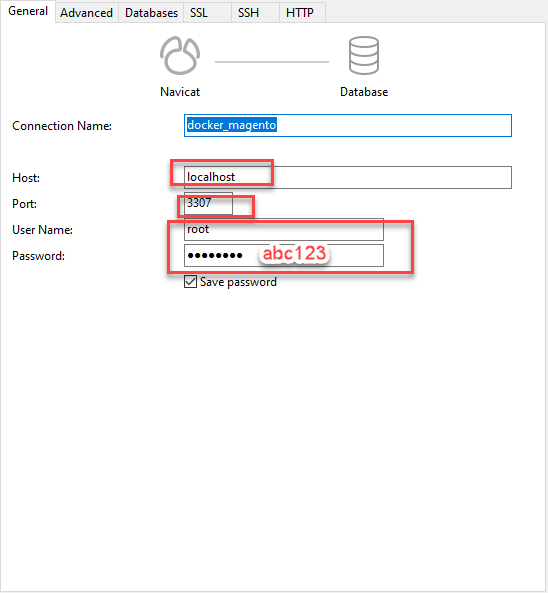 General Advanced Databases SSL SSH HTTP
Navicat Database
Connection Name: docker_magento
Host: localhost
Port: 3307
User Name: root
Password: •••••••• abc123
Save password